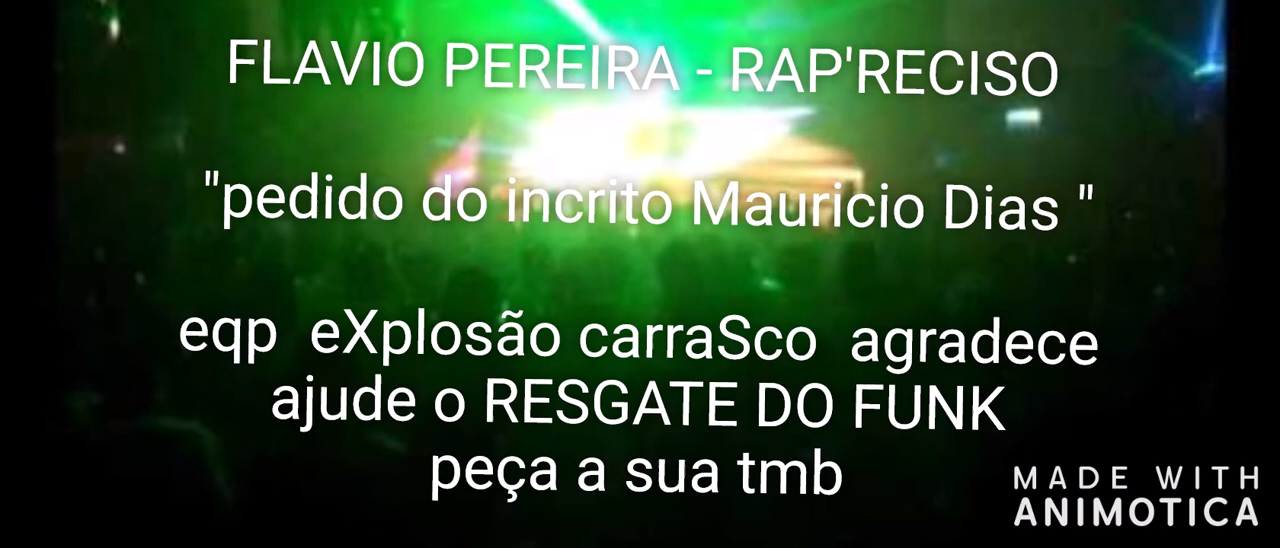 FLAVIO PEREIRA - RAP'RECISO
"pedido do incrito Mauricio Dias "
eqp eXplosão carraSco agradece
ajude o RESGATE DO FUNK
peça a sua tmb
MADE WITH
ANIMOTICA